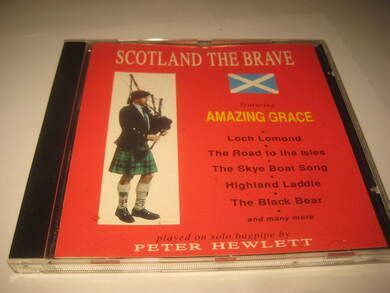 SCOTLAND THE BRAVE
featuring
AMAZING GRACE
Loch Lomond
The Road to the Isles
The Skye Boat Song
Highland Laddie
The Black Bear
and many more
played on solo bagpipe by
PETER HEWLETT